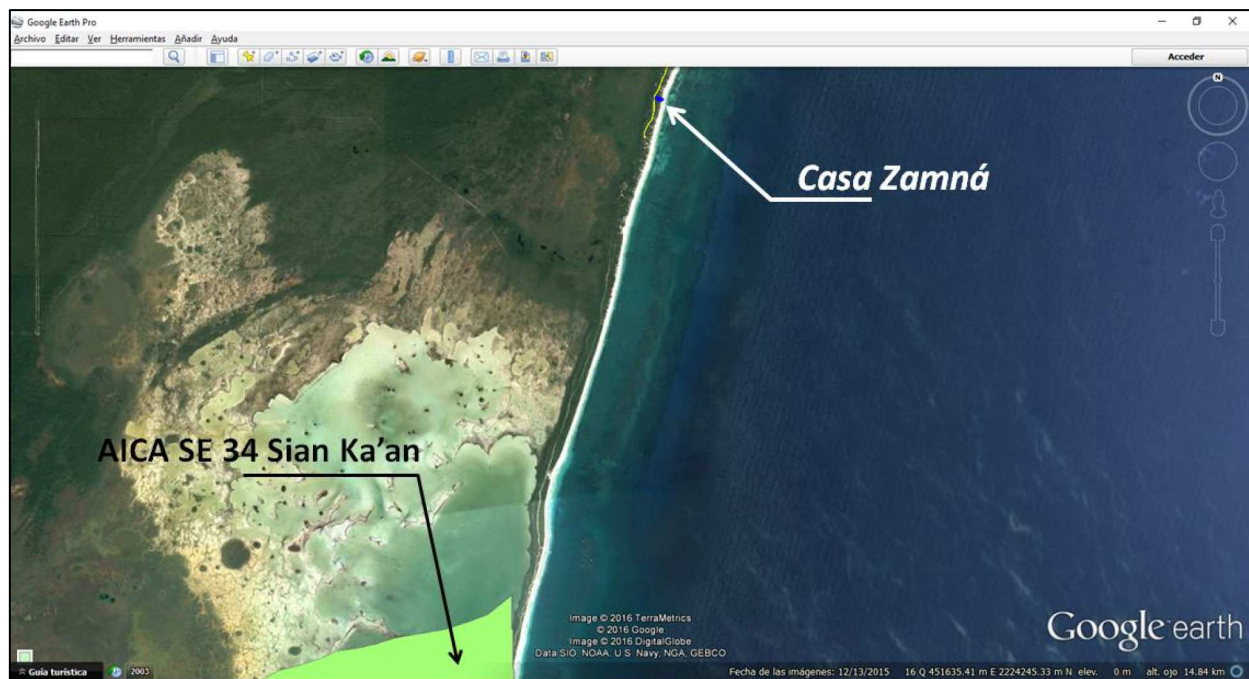 Google Earth Pro
Archivo Editar Ver Herramientas Añadir Ayuda
Acceder
N
Casa Zamná
AICA SE 34 Sian Ka’an
Image © 2016 TerraMetrics
© 2016 Google
Image © 2016 DigitalGlobe
Data SIO, NOAA, U.S. Navy, NGA, GEBCO
Google earth
Guía turística 2003 Fecha de las imágenes: 12/13/2015 16 Q 451635.41 m E 2224245.33 m N elev. 0 m alt. ojo 14.84 km